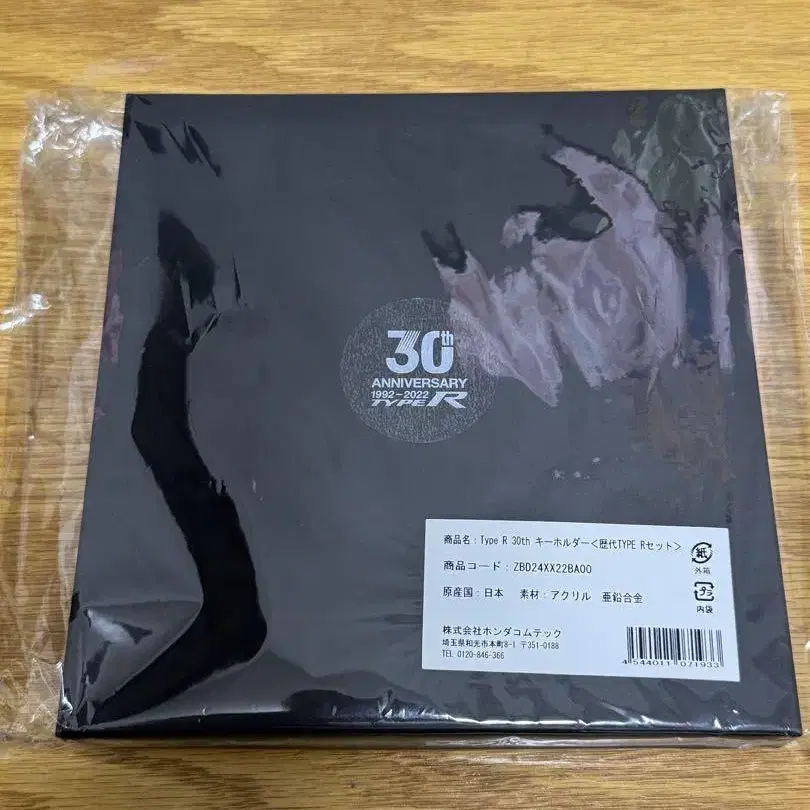 30th
ANNIVERSARY
1992-2022
TYPE R
商品名：Type R 30th キーホルダー＜歴代TYPE Rセット＞
商品コード：ZBD24XX22BA00
原産国：日本　素材：アクリル　亜鉛合金
株式会社ホンダコムテック
埼玉県和光市本町8-1 〒351-0188
TEL 0120-846-366
紙
外箱
プラ
内袋
4 544011 071933